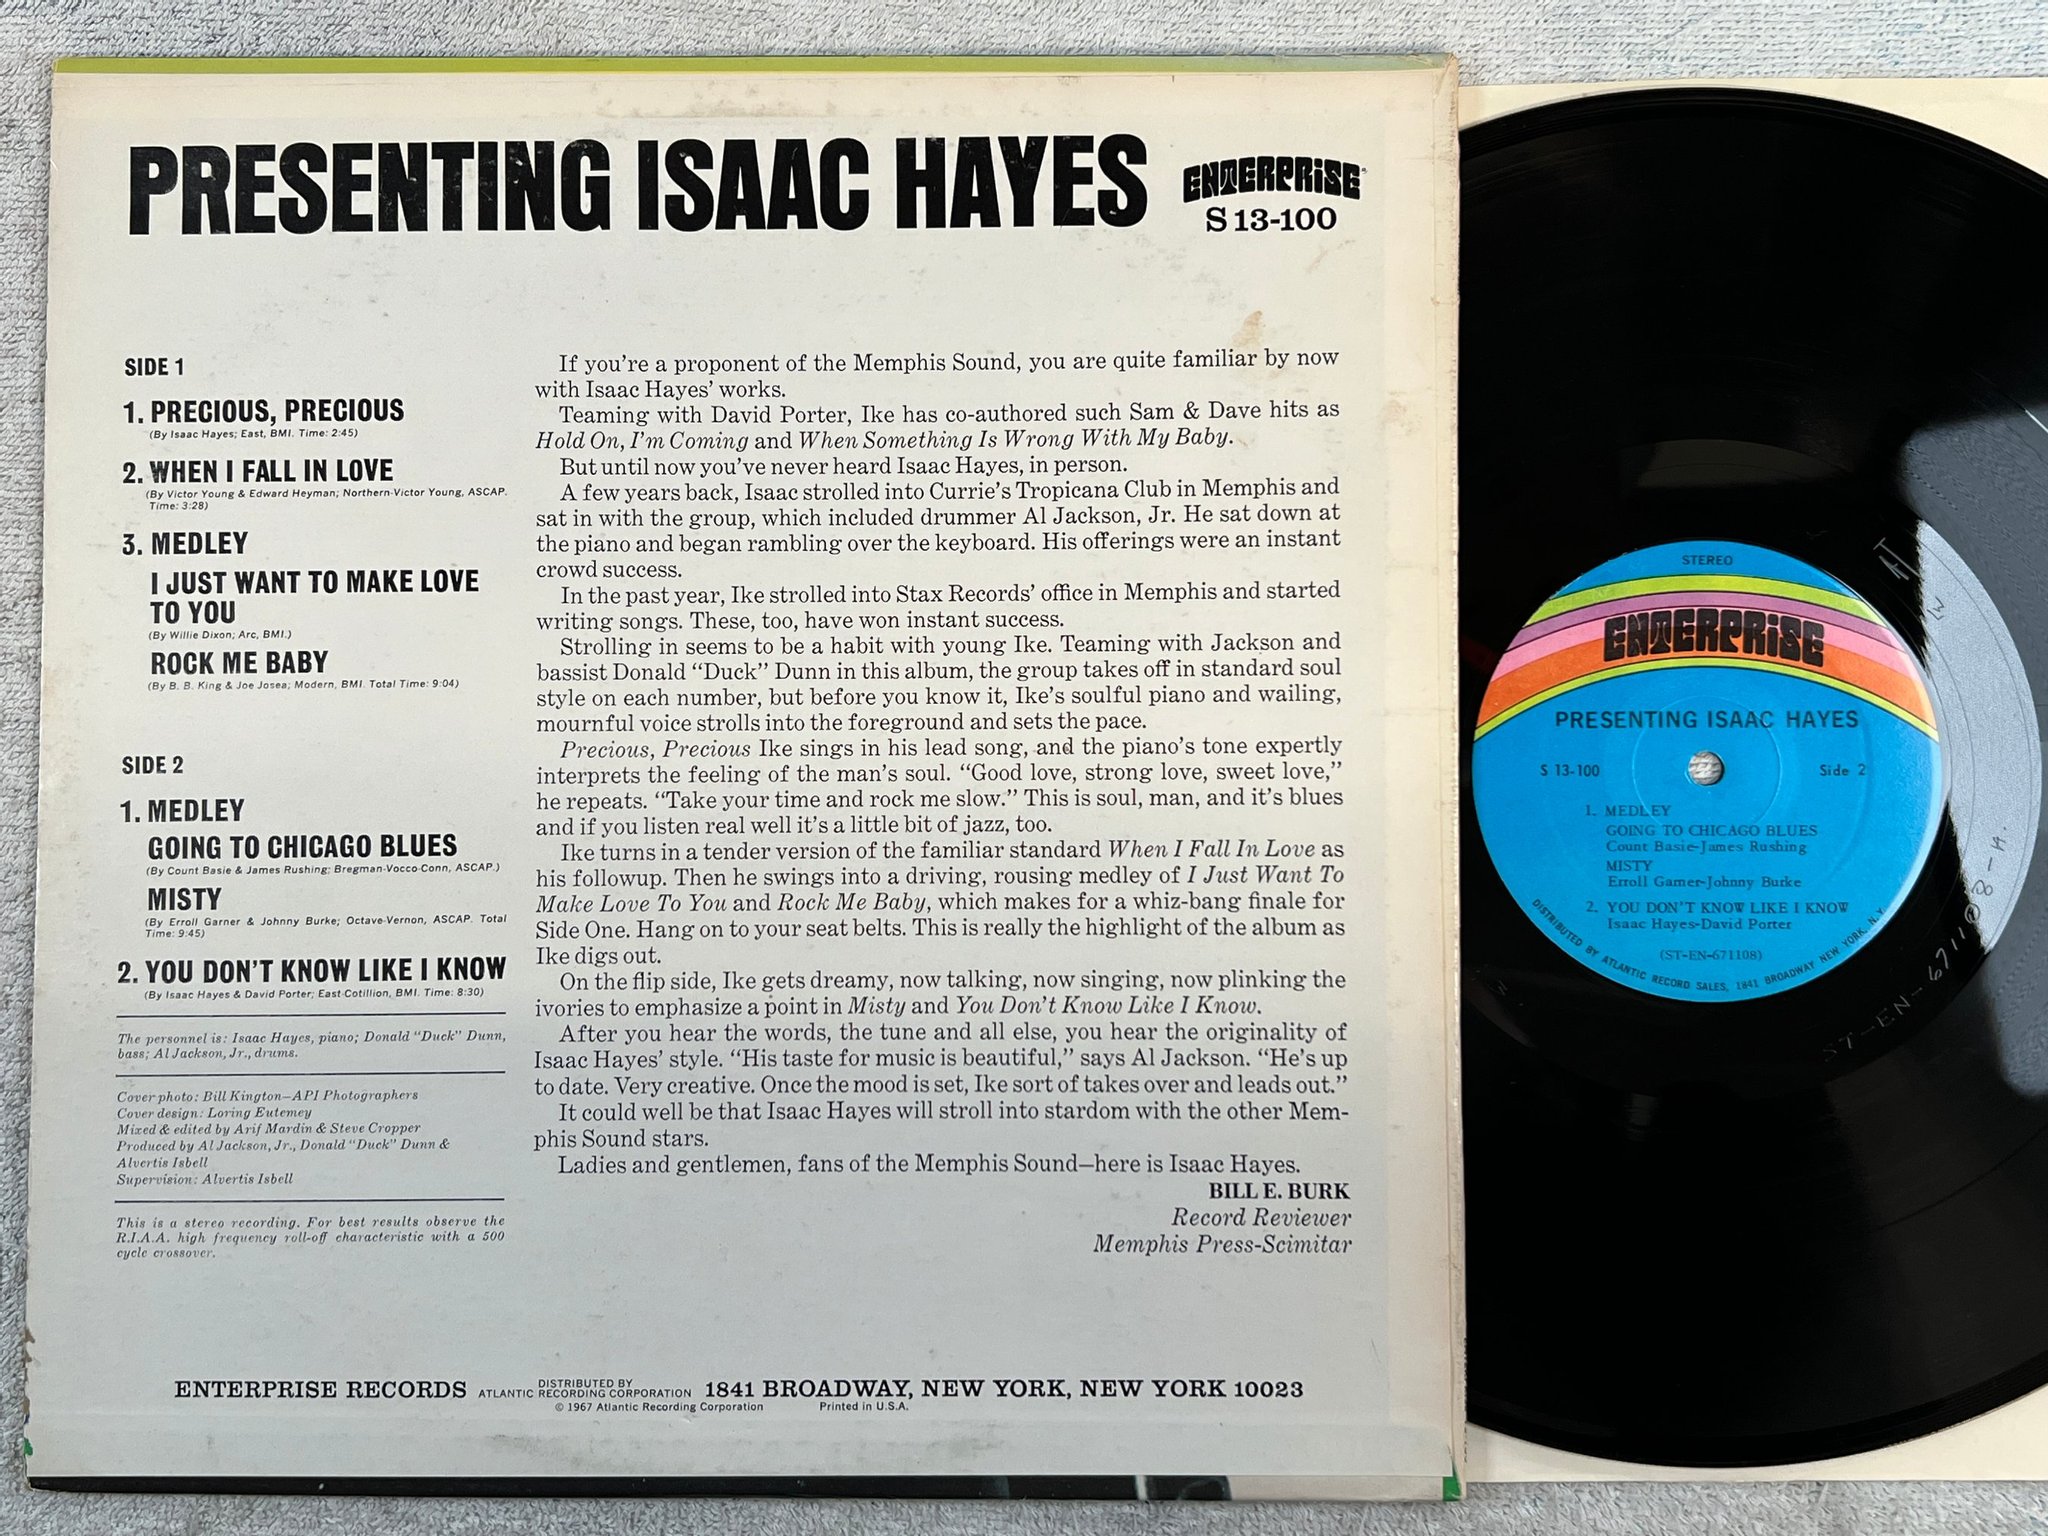 PRESENTING ISAAC HAYES
ENTERPRISE
S 13-100
SIDE 1
1. PRECIOUS, PRECIOUS
(By Isaac Hayes; East, BMI. Time: 2:45)
2. WHEN I FALL IN LOVE
(By Victor Young & Edward Heyman; Northern-Victor Young, ASCAP.
Time: 3:28)
3. MEDLEY
I JUST WANT TO MAKE LOVE
TO YOU
(By Willie Dixon; Arc, BMI.)
ROCK ME BABY
(By B. B. King & Joe Josea; Modern, BMI. Total Time: 9:04)
SIDE 2
1. MEDLEY
GOING TO CHICAGO BLUES
(By Count Basie & James Rushing; Bregman-Vocco-Conn, ASCAP.)
MISTY
(By Erroll Garner & Johnny Burke; Octave-Vernon, ASCAP. Total
Time: 9:45)
2. YOU DON'T KNOW LIKE I KNOW
(By Isaac Hayes & David Porter; East-Cotillion, BMI. Time: 8:30)
The personnel is: Isaac Hayes, piano; Donald "Duck" Dunn,
bass; Al Jackson, Jr., drums.
Cover photo: Bill Kington—API Photographers
Cover design: Loring Eutemey
Mixed & edited by Arif Mardin & Steve Cropper
Produced by Al Jackson, Jr., Donald "Duck" Dunn &
Alvertis Isbell
Supervision: Alvertis Isbell
This is a stereo recording. For best results observe the
R.I.A.A. high frequency roll-off characteristic with a 500
cycle crossover.
If you're a proponent of the Memphis Sound, you are quite familiar by now
with Isaac Hayes' works.
Teaming with David Porter, Ike has co-authored such Sam & Dave hits as
Hold On, I'm Coming and When Something Is Wrong With My Baby.
But until now you've never heard Isaac Hayes, in person.
A few years back, Isaac strolled into Currie's Tropicana Club in Memphis and
sat in with the group, which included drummer Al Jackson, Jr. He sat down at
the piano and began rambling over the keyboard. His offerings were an instant
crowd success.
In the past year, Ike strolled into Stax Records' office in Memphis and started
writing songs. These, too, have won instant success.
Strolling in seems to be a habit with young Ike. Teaming with Jackson and
bassist Donald "Duck" Dunn in this album, the group takes off in standard soul
style on each number, but before you know it, Ike's soulful piano and wailing,
mournful voice strolls into the foreground and sets the pace.
Precious, Precious Ike sings in his lead song, and the piano's tone expertly
interprets the feeling of the man's soul. "Good love, strong love, sweet love,"
he repeats. "Take your time and rock me slow." This is soul, man, and it's blues
and if you listen real well it's a little bit of jazz, too.
Ike turns in a tender version of the familiar standard When I Fall In Love as
his followup. Then he swings into a driving, rousing medley of I Just Want To
Make Love To You and Rock Me Baby, which makes for a whiz-bang finale for
Side One. Hang on to your seat belts. This is really the highlight of the album as
Ike digs out.
On the flip side, Ike gets dreamy, now talking, now singing, now plinking the
ivories to emphasize a point in Misty and You Don't Know Like I Know.
After you hear the words, the tune and all else, you hear the originality of
Isaac Hayes' style. "His taste for music is beautiful," says Al Jackson. "He's up
to date. Very creative. Once the mood is set, Ike sort of takes over and leads out."
It could well be that Isaac Hayes will stroll into stardom with the other Mem-
phis Sound stars.
Ladies and gentlemen, fans of the Memphis Sound—here is Isaac Hayes.
BILL E. BURK
Record Reviewer
Memphis Press-Scimitar
ENTERPRISE RECORDS DISTRIBUTED BY ATLANTIC RECORDING CORPORATION 1841 BROADWAY, NEW YORK, NEW YORK 10023
© 1967 Atlantic Recording Corporation Printed in U.S.A.
STEREO
ENTERPRISE
PRESENTING ISAAC HAYES
S 13-100 Side 2
1. MEDLEY
GOING TO CHICAGO BLUES
Count Basie-James Rushing
MISTY
Erroll Garner-Johnny Burke
2. YOU DON'T KNOW LIKE I KNOW
Isaac Hayes-David Porter
(ST-EN-671108)
DISTRIBUTED BY ATLANTIC RECORD SALES, 1841 BROADWAY NEW YORK, N.Y.
AT